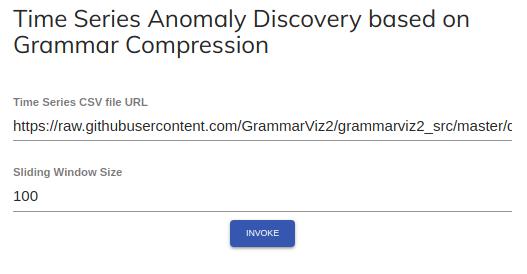 Time Series Anomaly Discovery based on
Grammar Compression
Time Series CSV file URL
https://raw.githubusercontent.com/GrammarViz2/grammarviz2_src/master/d
Sliding Window Size
100
INVOKE